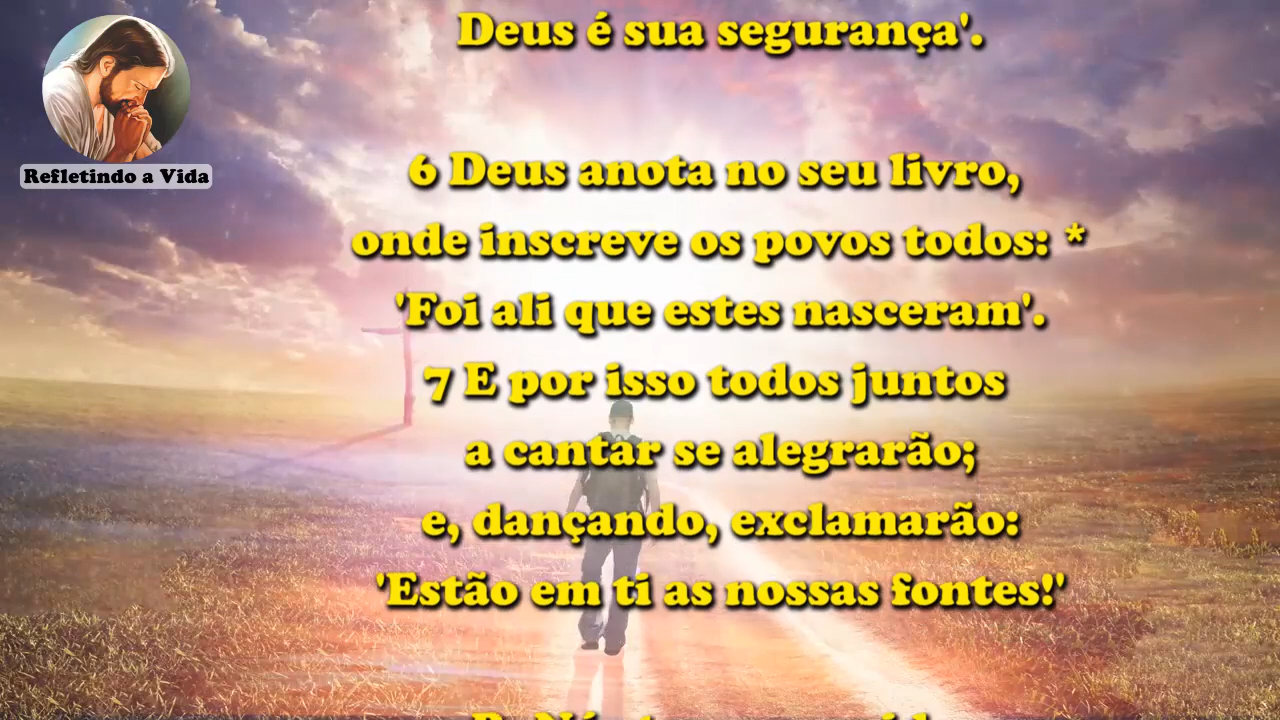 Refletindo a Vida
Deus é sua segurança'.
6 Deus anota no seu livro,
onde inscreve os povos todos: *
'Foi ali que estes nasceram'.
7 E por isso todos juntos
a cantar se alegrarão;
e, dançando, exclamarão:
'Estão em ti as nossas fontes!'